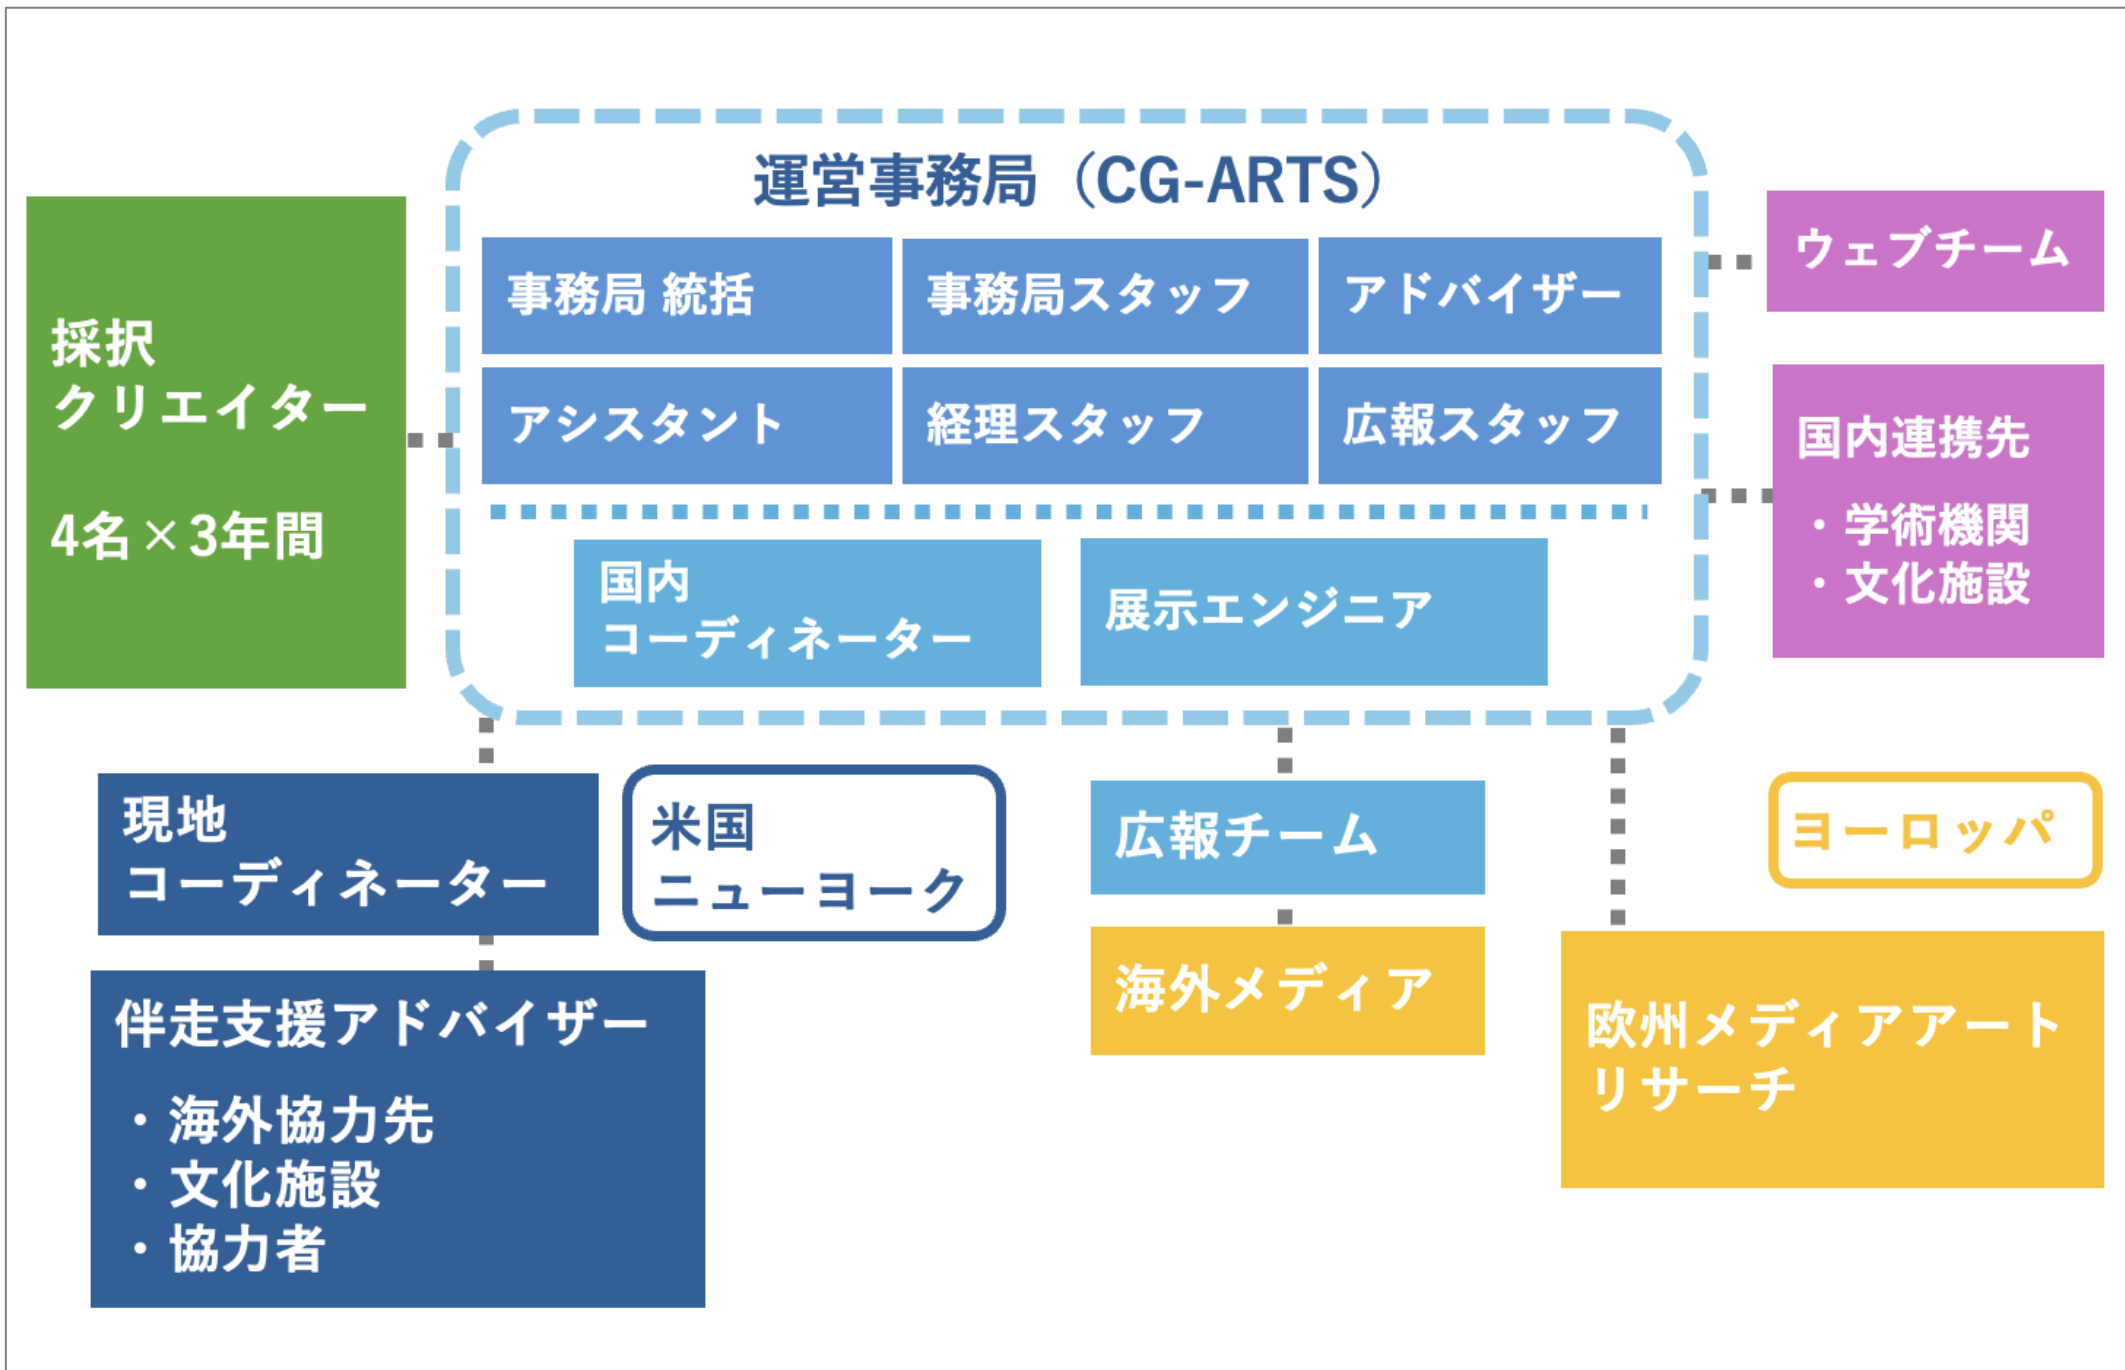 運営事務局（CG-ARTS）
採択
クリエイター
4名×3年間
事務局 統括
事務局スタッフ
アドバイザー
アシスタント
経理スタッフ
広報スタッフ
国内
コーディネーター
展示エンジニア
ウェブチーム
国内連携先
・学術機関
・文化施設
現地
コーディネーター
米国
ニューヨーク
伴走支援アドバイザー
・海外協力先
・文化施設
・協力者
広報チーム
海外メディア
ヨーロッパ
欧州メディアアート
リサーチ